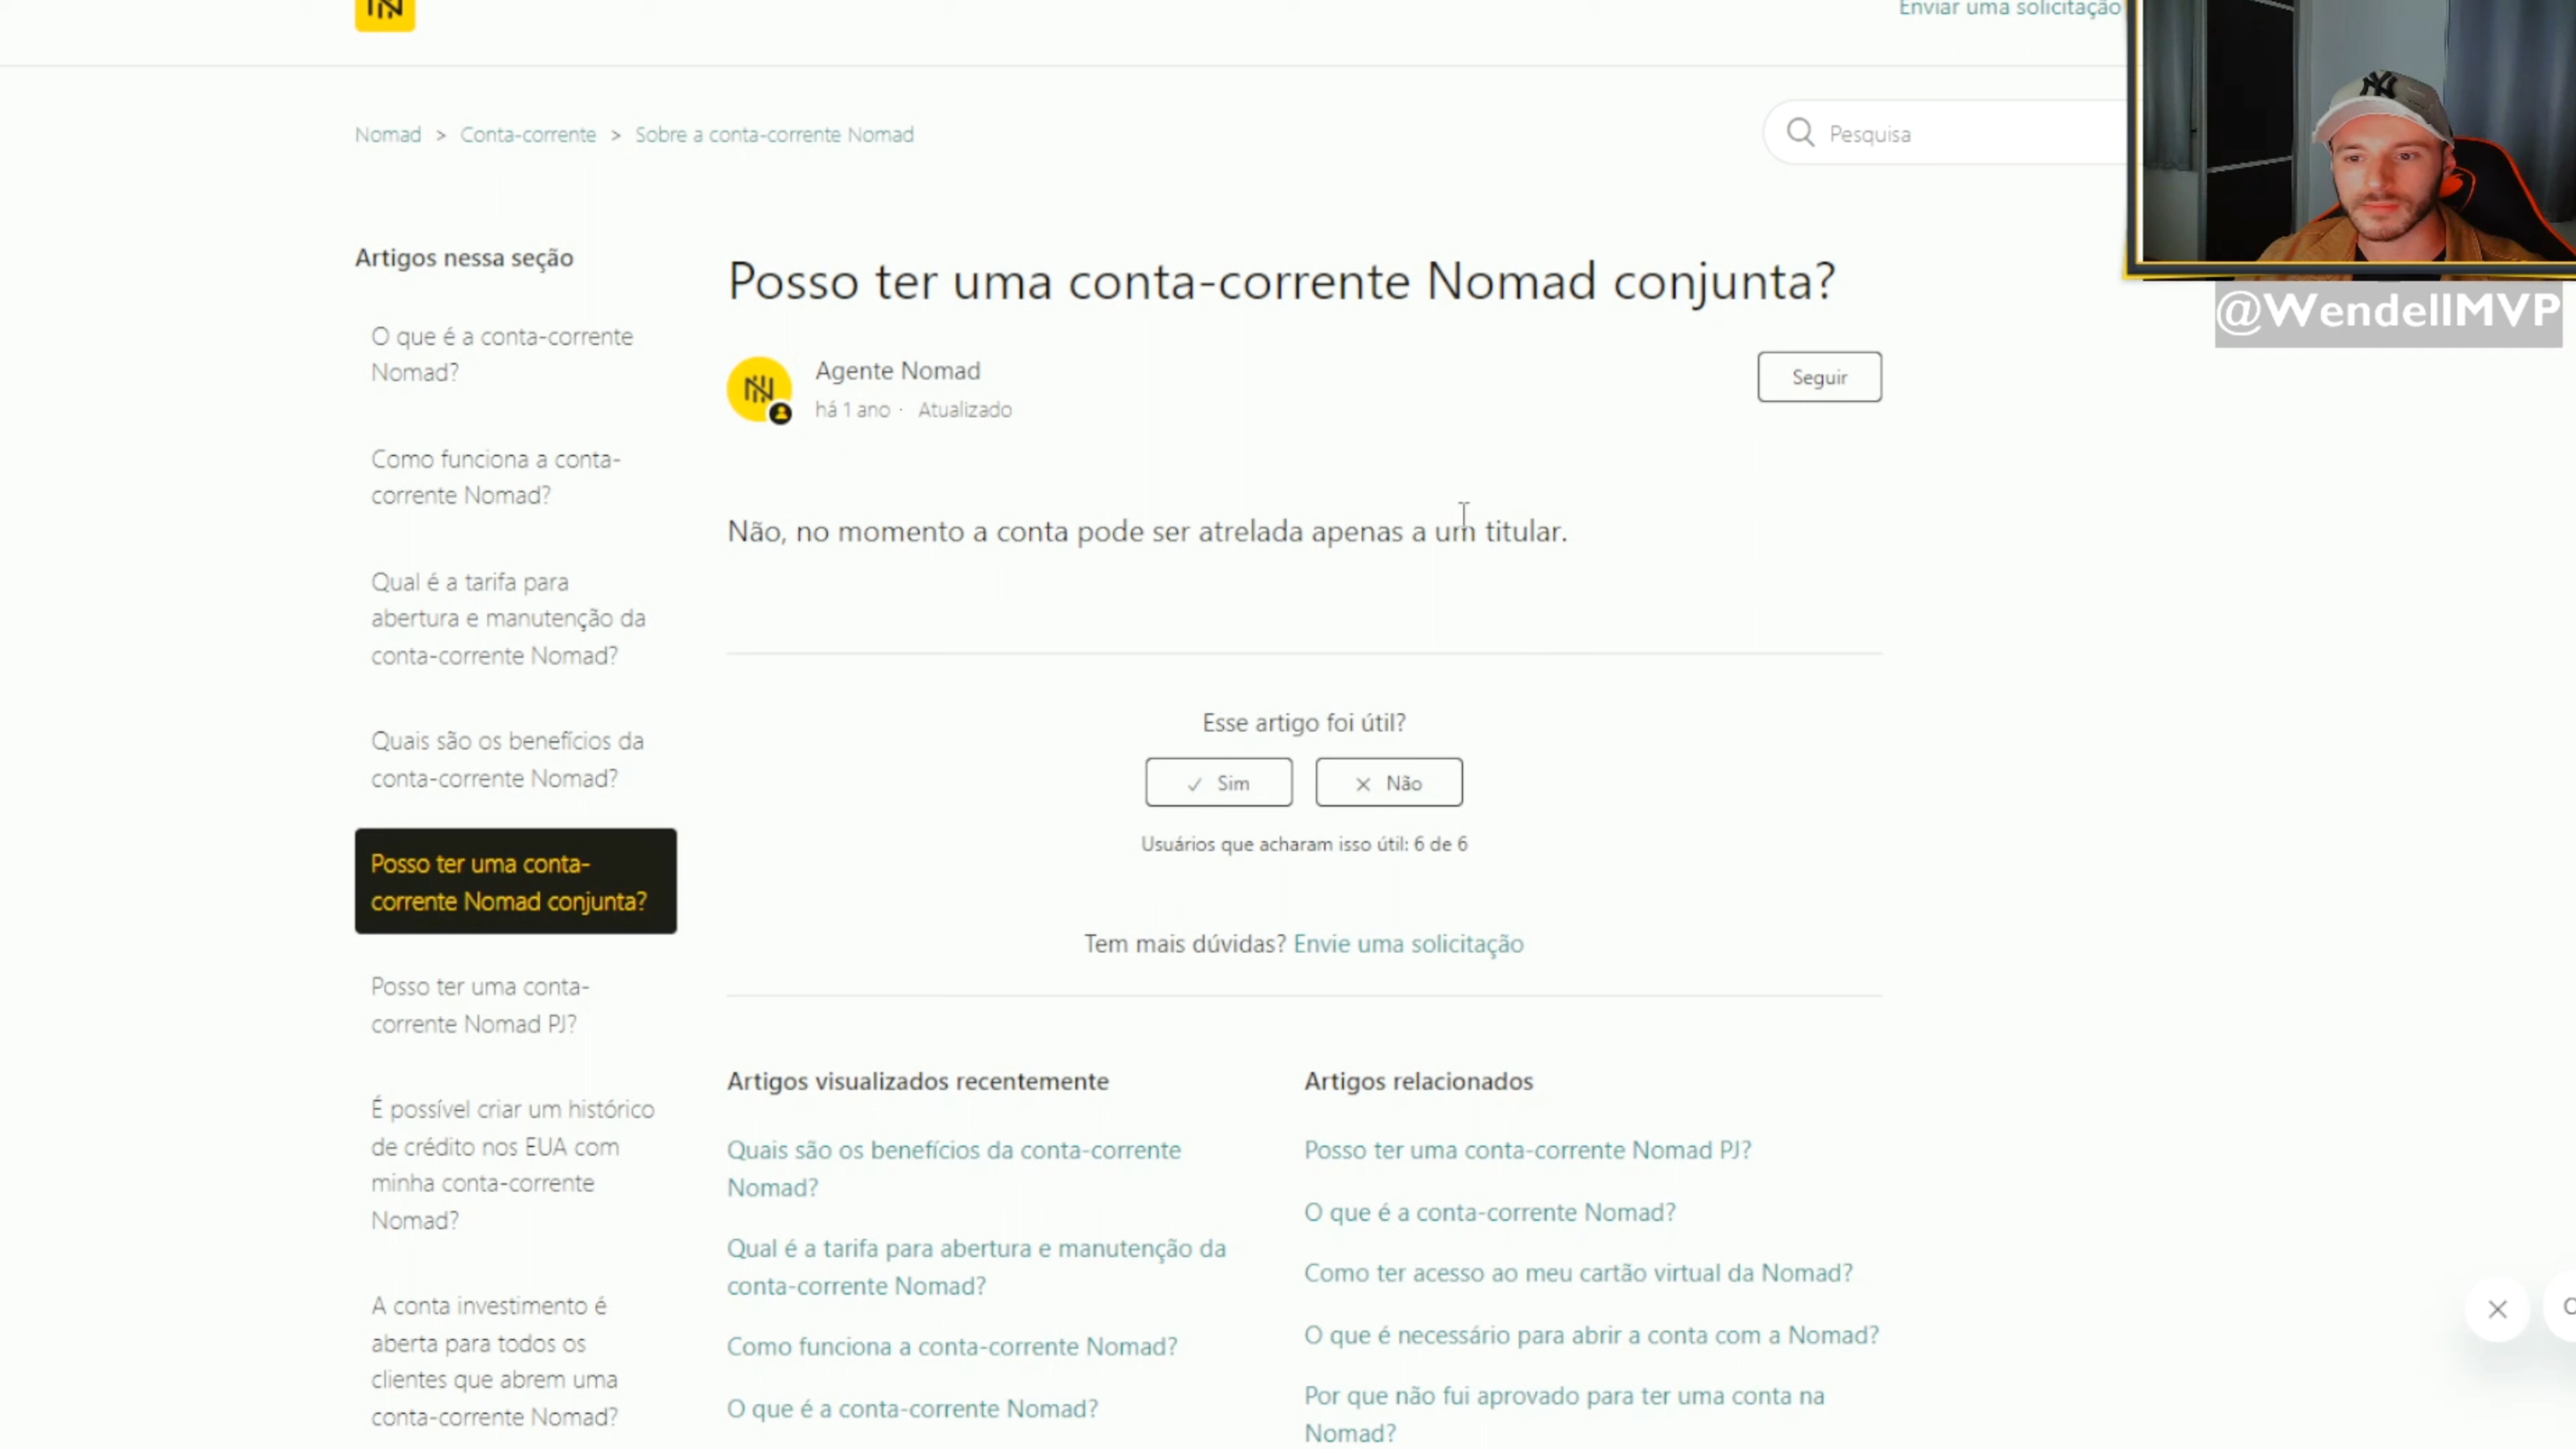 Enviar uma solicitação
Nomad > Conta-corrente > Sobre a conta-corrente Nomad
Pesquisa
@WendellMVP
Artigos nessa seção
O que é a conta-corrente
Nomad?
Como funciona a conta-
corrente Nomad?
Qual é a tarifa para
abertura e manutenção da
conta-corrente Nomad?
Quais são os benefícios da
conta-corrente Nomad?
Posso ter uma conta-
corrente Nomad conjunta?
Posso ter uma conta-
corrente Nomad PJ?
É possível criar um histórico
de crédito nos EUA com
minha conta-corrente
Nomad?
A conta investimento é
aberta para todos os
clientes que abrem uma
conta-corrente Nomad?
Posso ter uma conta-corrente Nomad conjunta?
Agente Nomad
há 1 ano · Atualizado
Seguir
Não, no momento a conta pode ser atrelada apenas a um titular.
Esse artigo foi útil?
✓ Sim
× Não
Usuários que acharam isso útil: 6 de 6
Tem mais dúvidas? Envie uma solicitação
Artigos visualizados recentemente
Quais são os benefícios da conta-corrente
Nomad?
Qual é a tarifa para abertura e manutenção da
conta-corrente Nomad?
Como funciona a conta-corrente Nomad?
O que é a conta-corrente Nomad?
Artigos relacionados
Posso ter uma conta-corrente Nomad PJ?
O que é a conta-corrente Nomad?
Como ter acesso ao meu cartão virtual da Nomad?
O que é necessário para abrir a conta com a Nomad?
Por que não fui aprovado para ter uma conta na
Nomad?